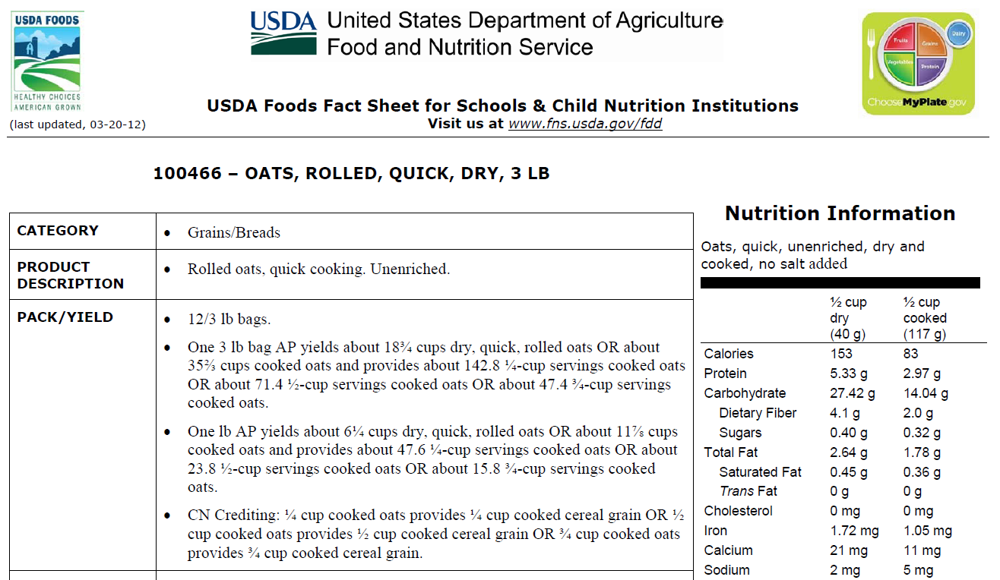 USDA FOODS
HEALTHY CHOICES
AMERICAN GROWN
(last updated, 03-20-12)
USDA
United States Department of Agriculture
Food and Nutrition Service
Fruits
Grains
Dairy
Vegetables
Protein
ChooseMyPlate.gov
USDA Foods Fact Sheet for Schools & Child Nutrition Institutions
Visit us at www.fns.usda.gov/fdd
100466 – OATS, ROLLED, QUICK, DRY, 3 LB
CATEGORY
• Grains/Breads
PRODUCT
DESCRIPTION
• Rolled oats, quick cooking. Unenriched.
PACK/YIELD
• 12/3 lb bags.
• One 3 lb bag AP yields about 18¾ cups dry, quick, rolled oats OR about
35⅔ cups cooked oats and provides about 142.8 ¼-cup servings cooked oats
OR about 71.4 ½-cup servings cooked oats OR about 47.4 ¾-cup servings
cooked oats.
• One lb AP yields about 6¼ cups dry, quick, rolled oats OR about 11⅞ cups
cooked oats and provides about 47.6 ¼-cup servings cooked oats OR about
23.8 ½-cup servings cooked oats OR about 15.8 ¾-cup servings cooked
oats.
• CN Crediting: ¼ cup cooked oats provides ¼ cup cooked cereal grain OR ½
cup cooked oats provides ½ cup cooked cereal grain OR ¾ cup cooked oats
provides ¾ cup cooked cereal grain.
Nutrition Information
Oats, quick, unenriched, dry and
cooked, no salt added
½ cup ½ cup
dry cooked
(40 g) (117 g)
Calories 153 83
Protein 5.33 g 2.97 g
Carbohydrate 27.42 g 14.04 g
Dietary Fiber 4.1 g 2.0 g
Sugars 0.40 g 0.32 g
Total Fat 2.64 g 1.78 g
Saturated Fat 0.45 g 0.36 g
Trans Fat 0 g 0 g
Cholesterol 0 mg 0 mg
Iron 1.72 mg 1.05 mg
Calcium 21 mg 11 mg
Sodium 2 mg 5 mg